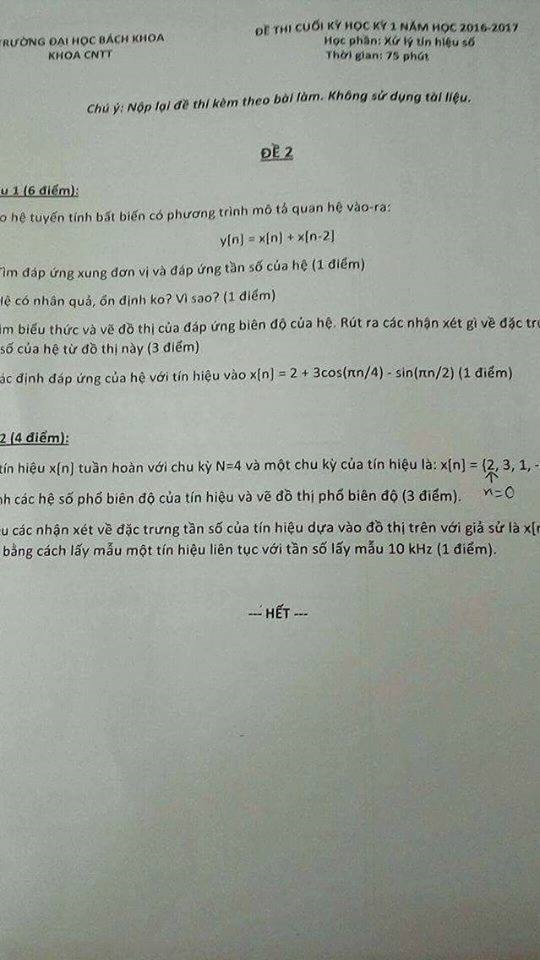 TRƯỜNG ĐẠI HỌC BÁCH KHOA
KHOA CNTT
ĐỀ THI CUỐI KỲ HỌC KỲ 1 NĂM HỌC 2016-2017
Học phần: Xử lý tín hiệu số
Thời gian: 75 phút
Chú ý: Nộp lại đề thi kèm theo bài làm. Không sử dụng tài liệu.
ĐỀ 2
1 (6 điểm):
hệ tuyến tính bất biến có phương trình mô tả quan hệ vào-ra:
y[n] = x[n] + x[n-2]
Tìm đáp ứng xung đơn vị và đáp ứng tần số của hệ (1 điểm)
Hệ có nhân quả, ổn định ko? Vì sao? (1 điểm)
biểu thức và vẽ đồ thị của đáp ứng biên độ của hệ. Rút ra các nhận xét gì về đặc
số của hệ từ đồ thị này (3 điểm)
định đáp ứng của hệ với tín hiệu vào x[n] = 2 + 3cos(πn/4) - sin(πn/2) (1 điểm)
2 (4 điểm):
tín hiệu x[n] tuần hoàn với chu kỳ N=4 và một chu kỳ của tín hiệu là: x[n] = {2, 3, 1, -
các hệ số phổ biên độ của tín hiệu và vẽ đồ thị phổ biên độ (3 điểm).
↑
n=0
các nhận xét về đặc trưng tần số của tín hiệu dựa vào đồ thị trên với giả sử là
bằng cách lấy mẫu một tín hiệu liên tục với tần số lấy mẫu 10 kHz (1 điểm).
--- HẾT ---